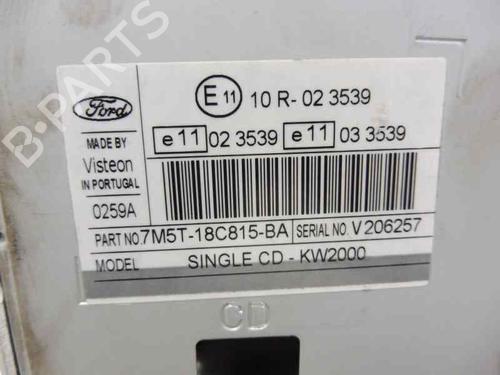 Ford
E 11 10 R- 02 3539
MADE BY
e 11 02 3539 e 11 03 3539
Visteon
IN PORTUGAL
0259A
PART NO. 7M5T-18C815-BA SERIAL NO. V 206257
MODEL SINGLE CD - KW2000
CD
B-PARTS